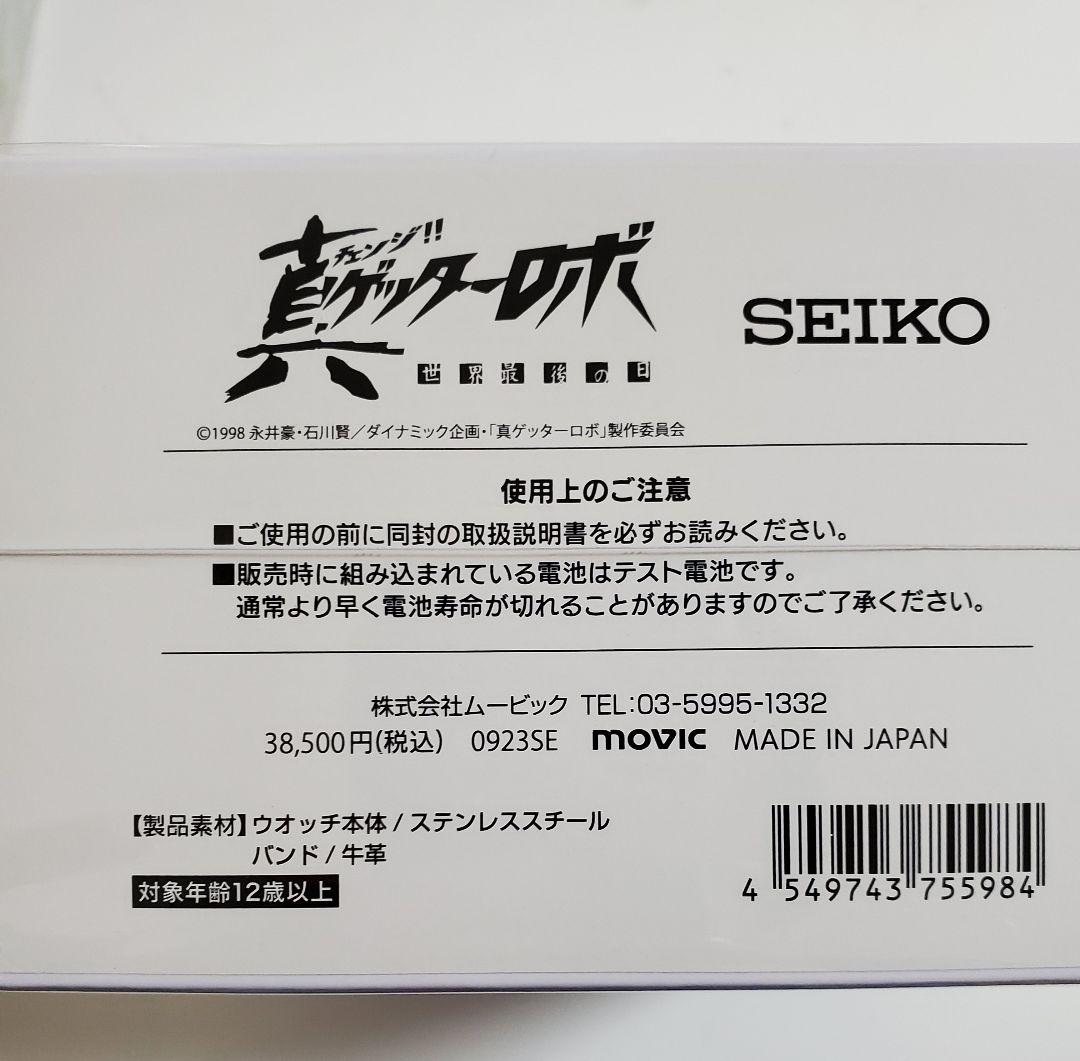 チェンジ!!
真ゲッターロボ
世界最後の日
SEIKO
©1998 永井豪・石川賢／ダイナミック企画・「真ゲッターロボ」製作委員会
使用上のご注意
■ご使用の前に同封の取扱説明書を必ずお読みください。
■販売時に組み込まれている電池はテスト電池です。
通常より早く電池寿命が切れることがありますのでご了承ください。
株式会社ムービック TEL:03-5995-1332
38,500円(税込) 0923SE movic MADE IN JAPAN
【製品素材】ウオッチ本体 / ステンレススチール
バンド / 牛革
対象年齢12歳以上
4 549743 755984